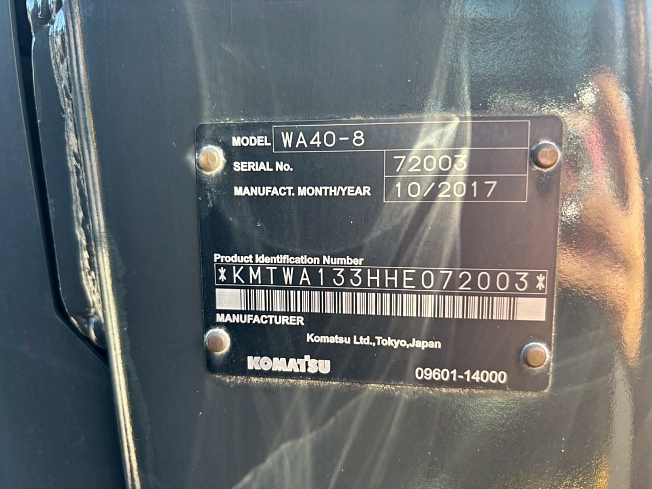 MODEL WA40-8
SERIAL No. 72003
MANUFACT. MONTH/YEAR 10/2017
Product Identification Number
*KMTWA133HHE072003*
MANUFACTURER
Komatsu Ltd.,Tokyo,Japan
KOMATSU 09601-14000